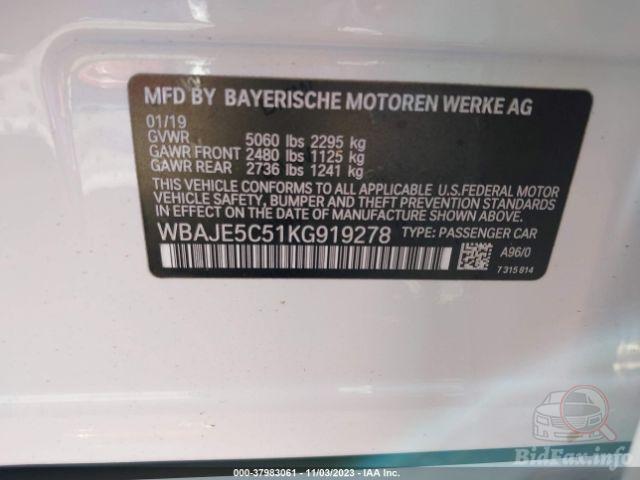 MFD BY BAYERISCHE MOTOREN WERKE AG
01/19
GVWR 5060 lbs 2295 kg
GAWR FRONT 2480 lbs 1125 kg
GAWR REAR 2736 lbs 1241 kg
THIS VEHICLE CONFORMS TO ALL APPLICABLE U.S.FEDERAL MOTOR
VEHICLE SAFETY, BUMPER AND THEFT PREVENTION STANDARDS IN
EFFECT ON THE DATE OF MANUFACTURE SHOWN ABOVE.
WBAJE5C51KG919278 TYPE: PASSENGER CAR
A96/0
7 315 814
BidFax.info
000-37983061 - 11/03/2023 - IAA Inc.